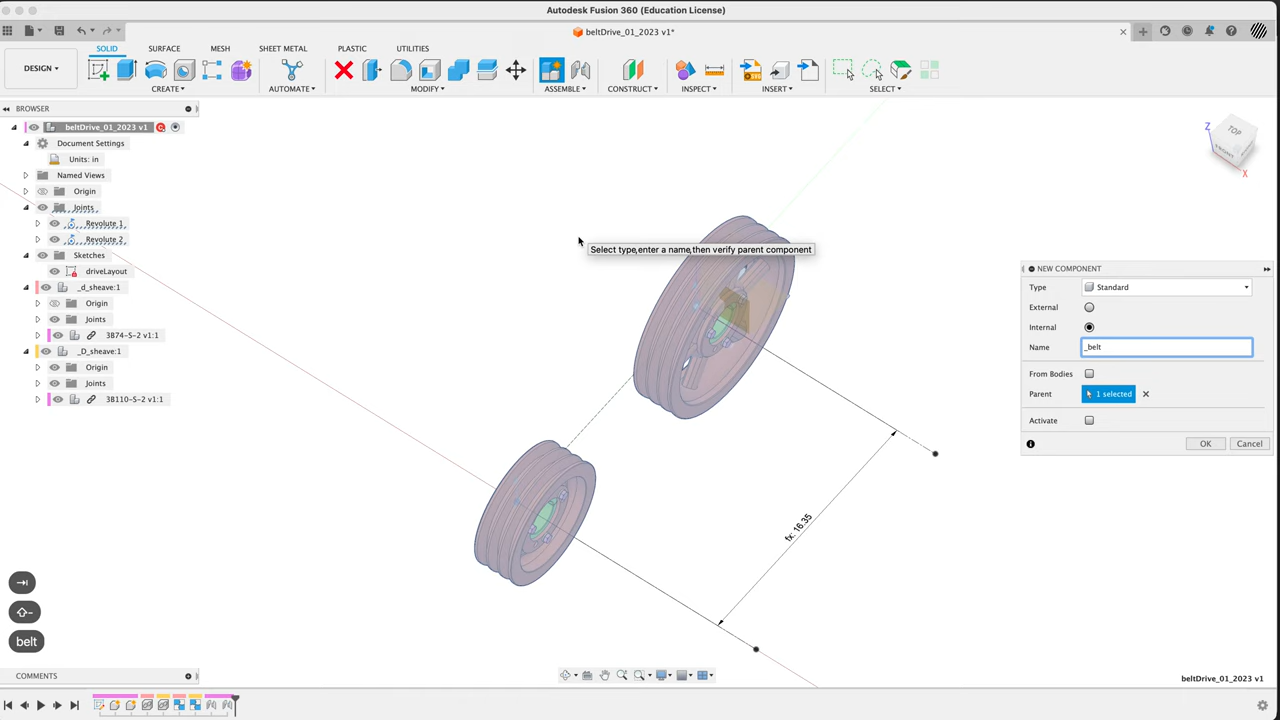 Autodesk Fusion 360 (Education License)
beltDrive_01_2023 v1*
DESIGN
SOLID SURFACE MESH SHEET METAL PLASTIC UTILITIES
CREATE AUTOMATE MODIFY ASSEMBLE CONSTRUCT INSPECT INSERT SELECT
BROWSER
beltDrive_01_2023 v1
Document Settings
Units: in
Named Views
Origin
Joints
Revolute 1
Revolute 2
Sketches
driveLayout
_d_sheave:1
Origin
Joints
3B74-S-2 v1:1
_D_sheave:1
Origin
Joints
3B110-S-2 v1:1
Select type,enter a name,then verify parent component
fx: 16.35
TOP
FRONT
Z
X
NEW COMPONENT
Type Standard
External
Internal
Name _belt
From Bodies
Parent 1 selected
Activate
OK Cancel
belt
COMMENTS
beltDrive_01_2023 v1